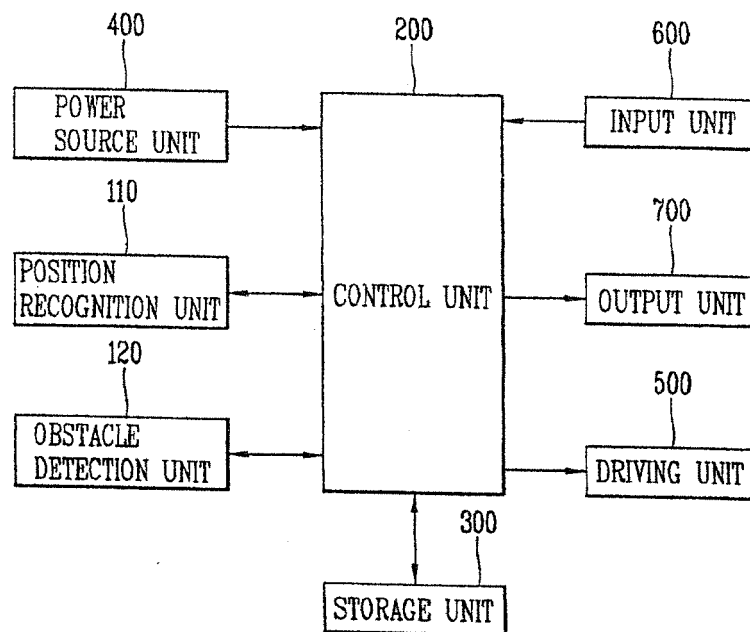 400
200
600
POWER
SOURCE UNIT
INPUT UNIT
110
700
POSITION
RECOGNITION UNIT
CONTROL UNIT
OUTPUT UNIT
120
500
OBSTACLE
DETECTION UNIT
DRIVING UNIT
300
STORAGE UNIT